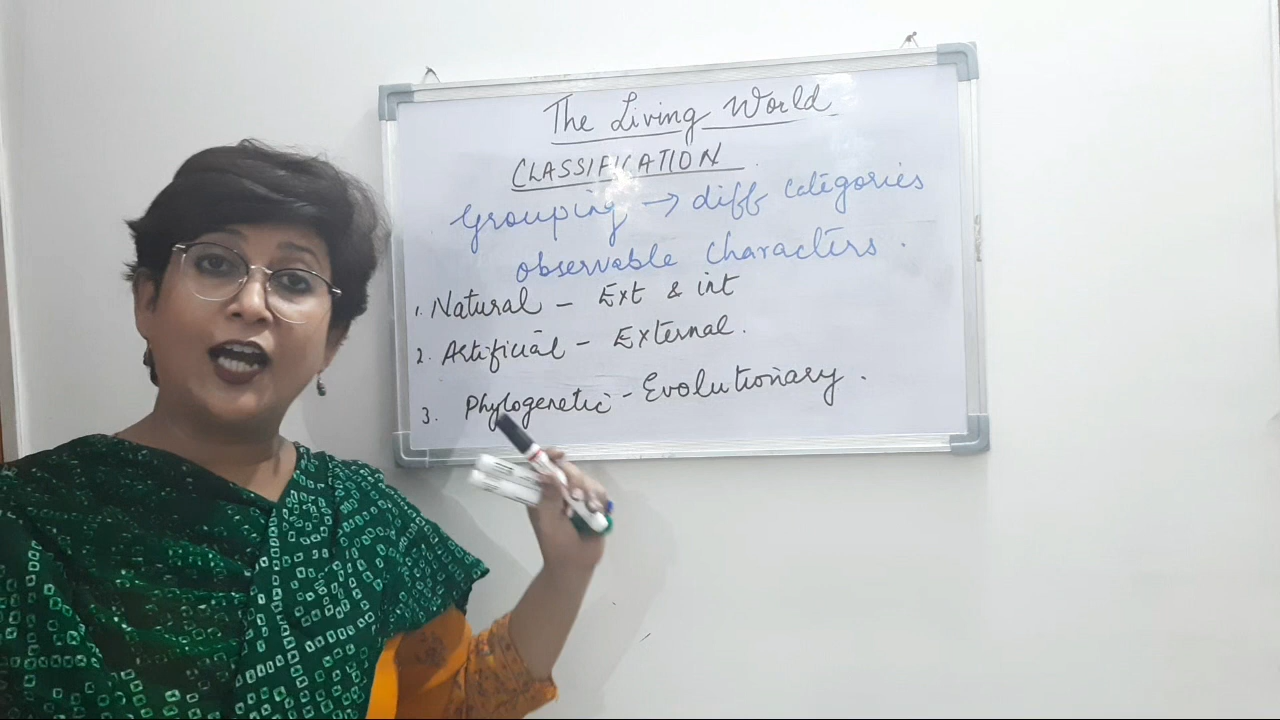 The Living World
CLASSIFICATION
Grouping → diff categories
observable characters.
1. Natural - Ext & int
2. Artificial - External.
3. Phylogenetic - Evolutionary.